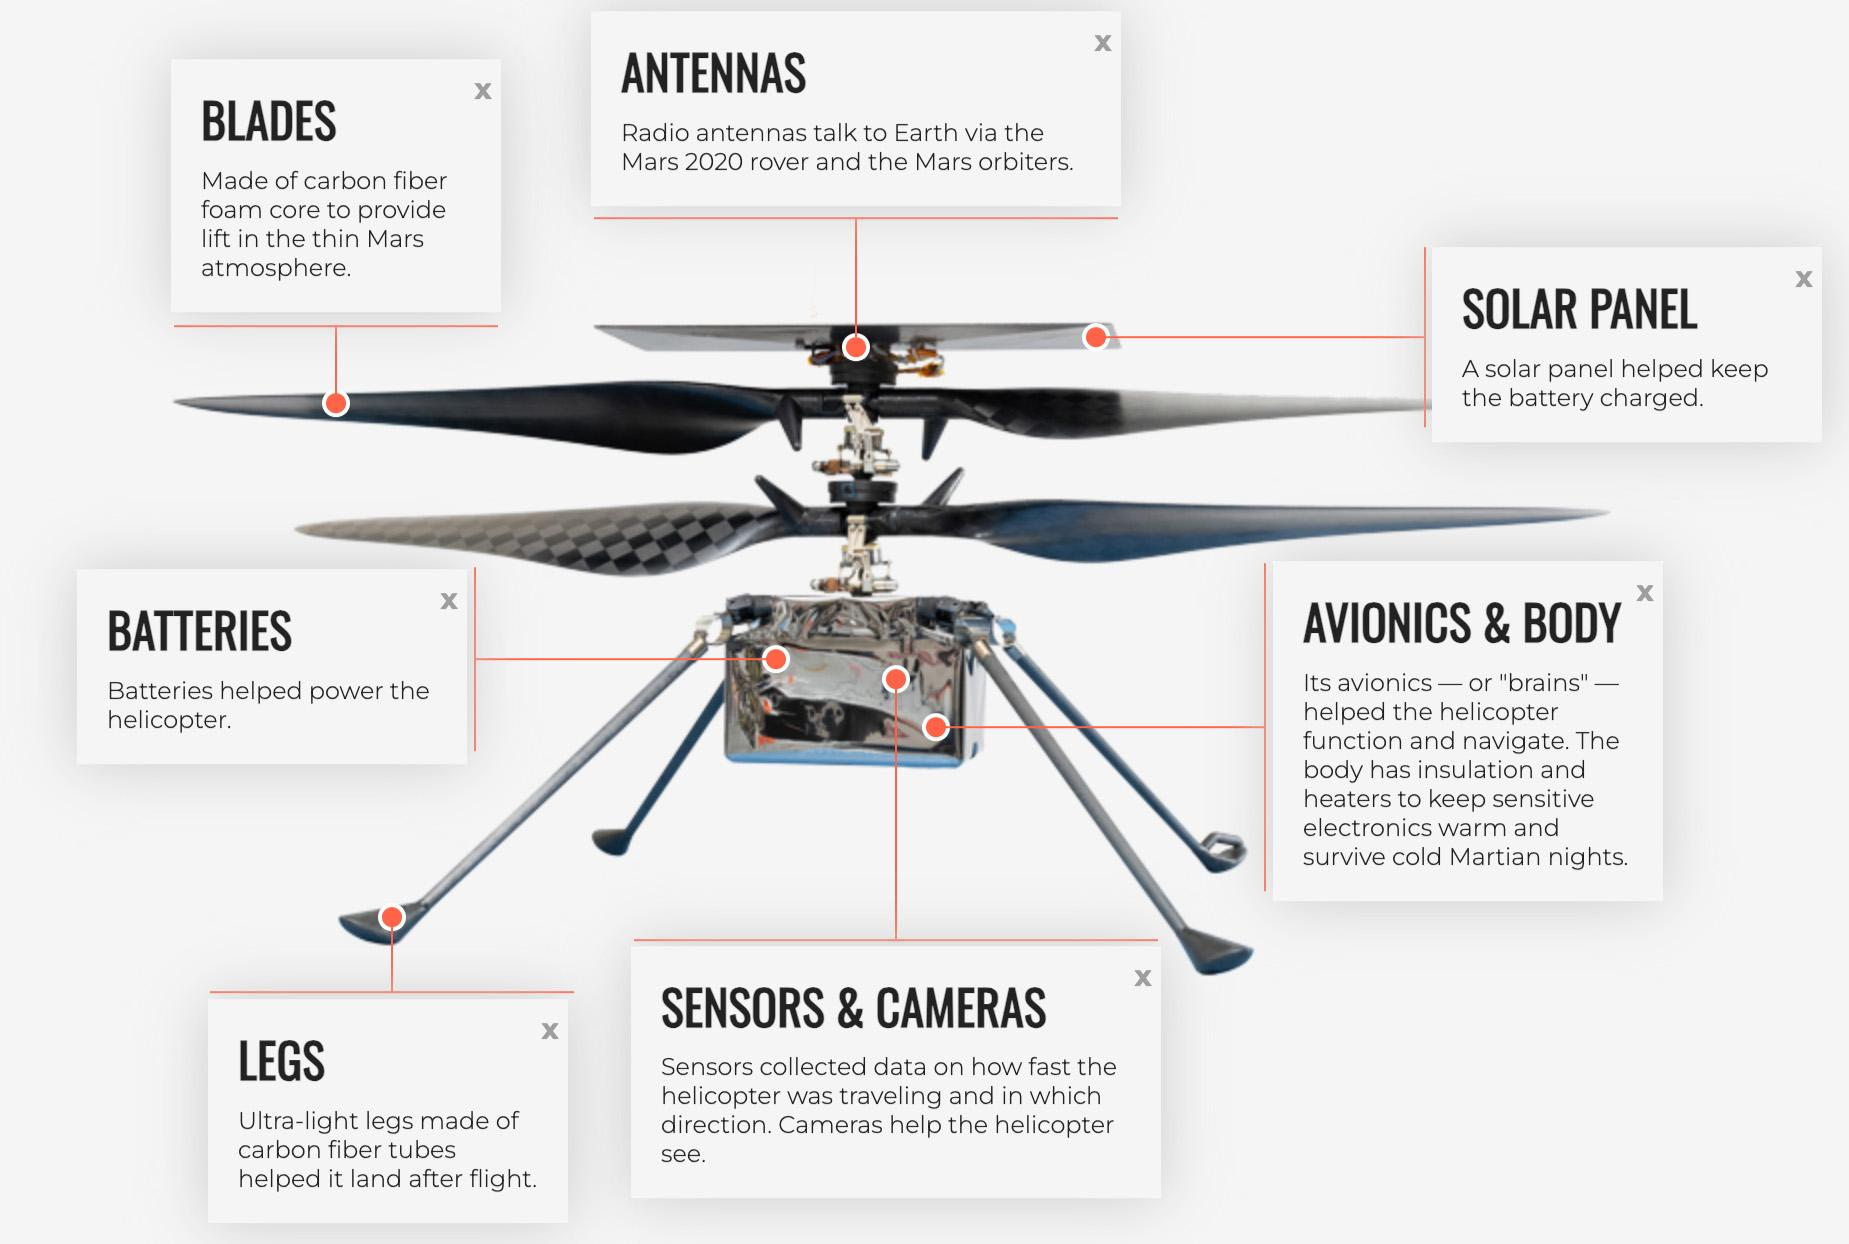 ANTENNAS
x
Radio antennas talk to Earth via the
Mars 2020 rover and the Mars orbiters.
BLADES
x
Made of carbon fiber
foam core to provide
lift in the thin Mars
atmosphere.
SOLAR PANEL
x
A solar panel helped keep
the battery charged.
BATTERIES
x
Batteries helped power the
helicopter.
AVIONICS & BODY
x
Its avionics — or "brains" —
helped the helicopter
function and navigate. The
body has insulation and
heaters to keep sensitive
electronics warm and
survive cold Martian nights.
LEGS
x
Ultra-light legs made of
carbon fiber tubes
helped it land after flight.
SENSORS & CAMERAS
x
Sensors collected data on how fast the
helicopter was traveling and in which
direction. Cameras help the helicopter
see.